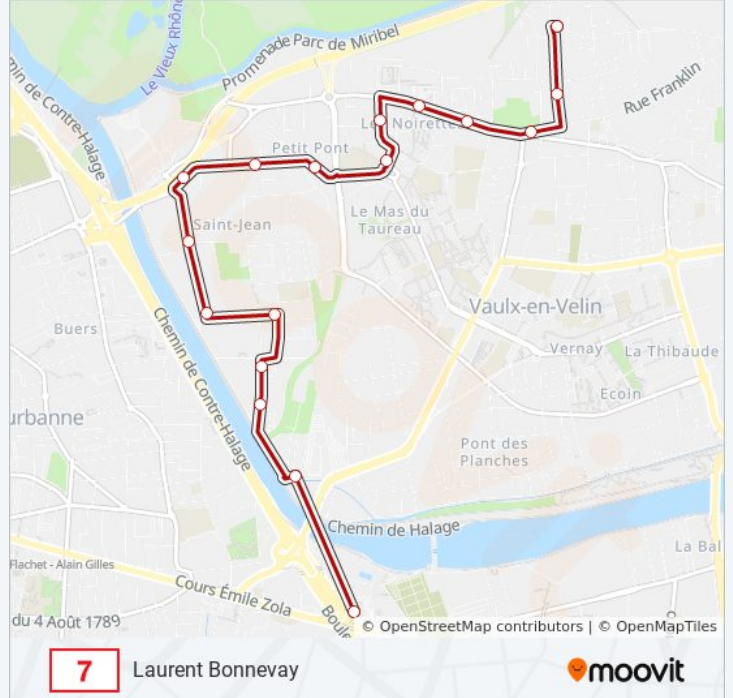 Le Vieux Rhône
Promenade Parc de Miribel
min de Contre-Halage
Rue Franklin
Les Noirettes
Petit Pont
Le Mas du
Taureau
Saint-Jean
Vaulx-en-Velin
Buers
Vernay
La Thibaude
Chemin de Contre-Halage
Ecoin
urbanne
Pont des
Planches
Chemin de Halage
La Bal
Flachet - Alain Gilles
Cours Émile Zola
du 4 Août 1789
Boule
© OpenStreetMap contributors | © OpenMapTiles
7
Laurent Bonnevay
moovit